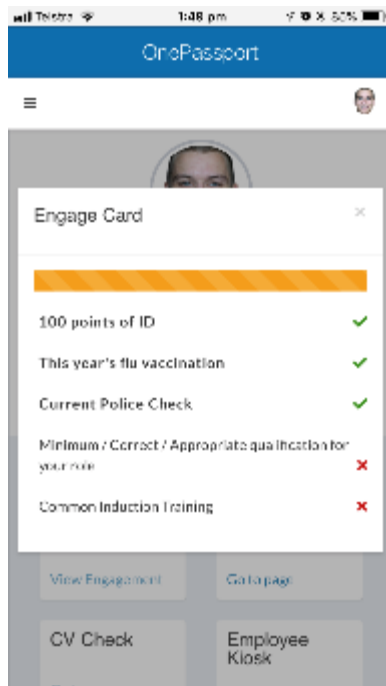 Telstra 1:48 pm 80%
OnePassport
Engage Card
×
100 points of ID
This year's flu vaccination
Current Police Check
Minimum / Correct / Appropriate qualification for
your role
Common Induction Training
View Engagement Go to page
CV Check Employee
Kiosk